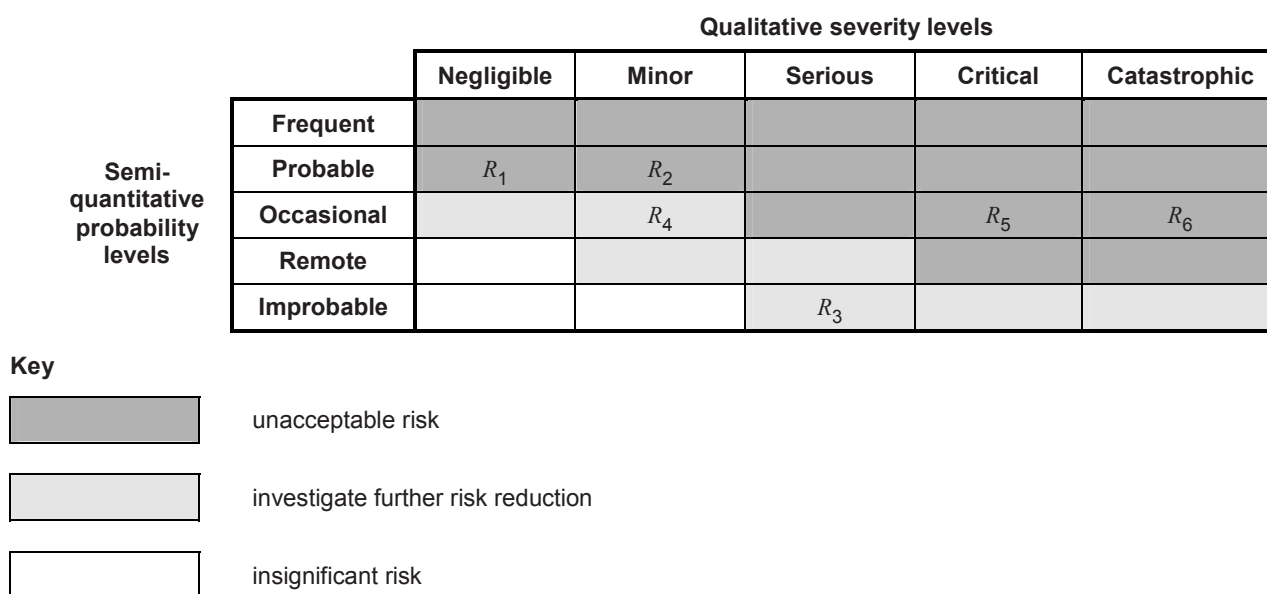 Qualitative severity levels
Negligible Minor Serious Critical Catastrophic
Semi-
quantitative
probability
levels
Frequent
Probable R1 R2
Occasional R4 R5 R6
Remote
Improbable R3
Key
unacceptable risk
investigate further risk reduction
insignificant risk